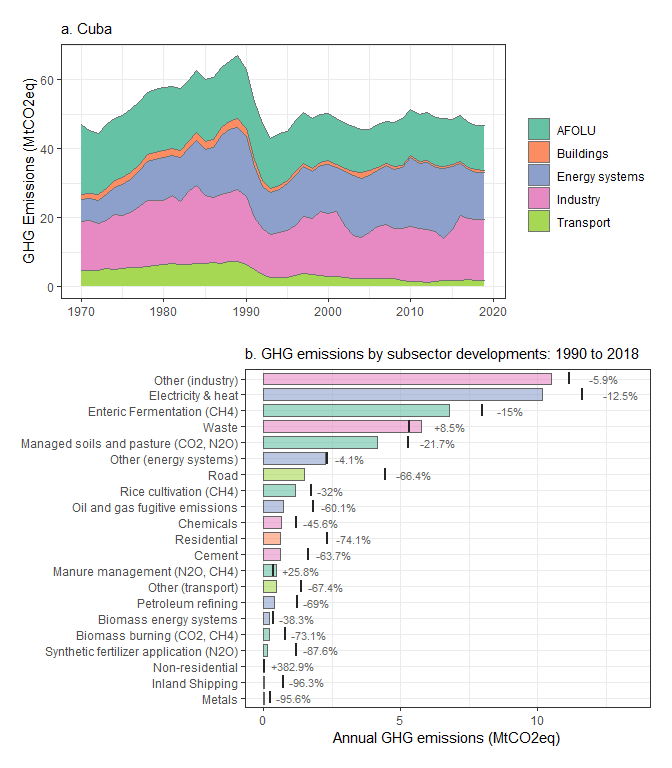 a. Cuba
GHG Emissions (MtCO2eq)
60
40
20
0
1970
1980
1990
2000
2010
2020
AFOLU
Buildings
Energy systems
Industry
Transport
b. GHG emissions by subsector developments: 1990 to 2018
Other (industry) -5.9%
Electricity & heat -12.5%
Enteric Fermentation (CH4) -15%
Waste +8.5%
Managed soils and pasture (CO2, N2O) -21.7%
Other (energy systems) -4.1%
Road -66.4%
Rice cultivation (CH4) -32%
Oil and gas fugitive emissions -60.1%
Chemicals -45.6%
Residential -74.1%
Cement -63.7%
Manure management (N2O, CH4) +25.8%
Other (transport) -67.4%
Petroleum refining -69%
Biomass energy systems -38.3%
Biomass burning (CO2, CH4) -73.1%
Synthetic fertilizer application (N2O) -87.6%
Non-residential +382.9%
Inland Shipping -96.3%
Metals -95.6%
0
5
10
Annual GHG emissions (MtCO2eq)